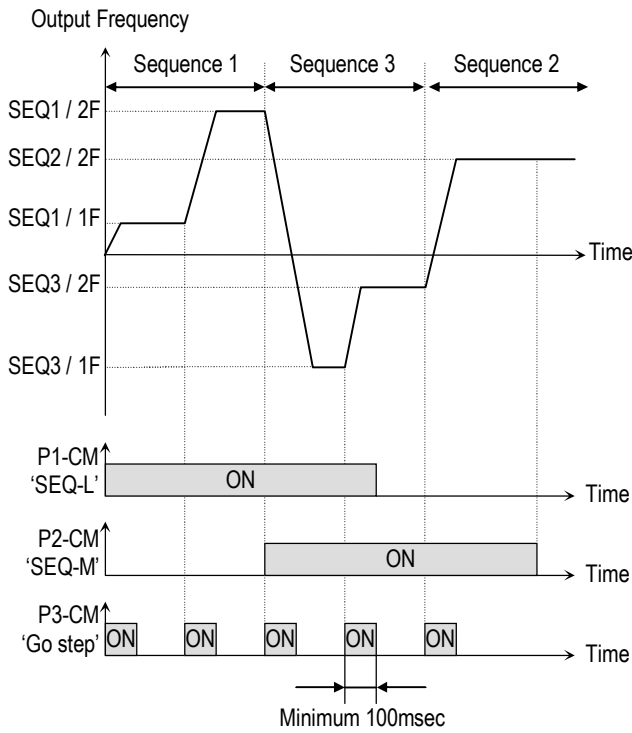 Output Frequency
Sequence 1
Sequence 3
Sequence 2
SEQ1 / 2F
SEQ2 / 2F
SEQ1 / 1F
Time
SEQ3 / 2F
SEQ3 / 1F
P1-CM
‘SEQ-L’
ON
Time
P2-CM
‘SEQ-M’
ON
Time
P3-CM
‘Go step’
ON
ON
ON
ON
ON
Time
Minimum 100msec